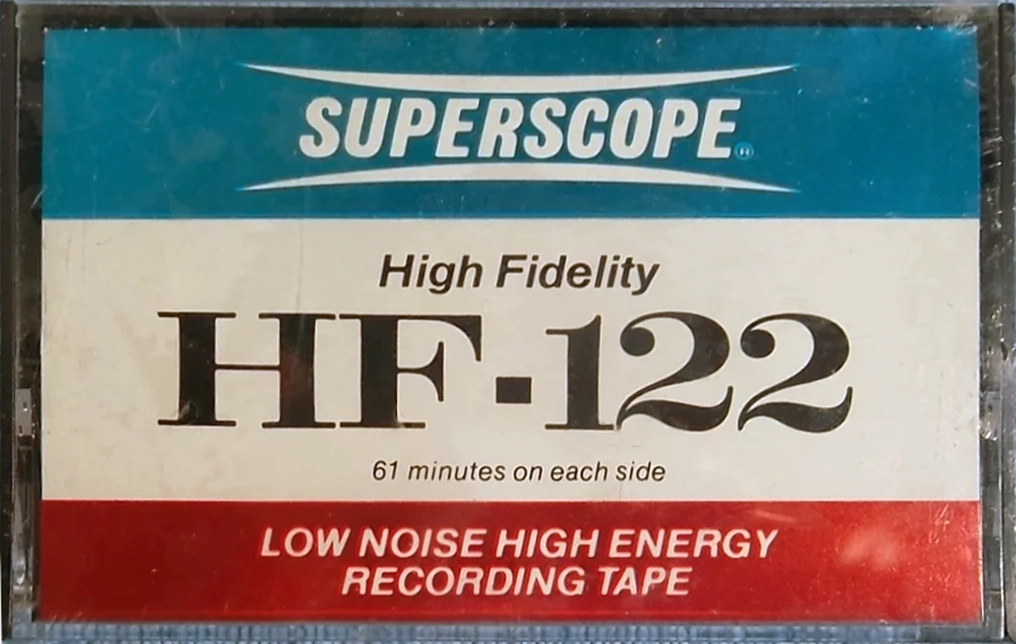 SUPERSCOPE®
High Fidelity
HF-122
61 minutes on each side
LOW NOISE HIGH ENERGY
RECORDING TAPE